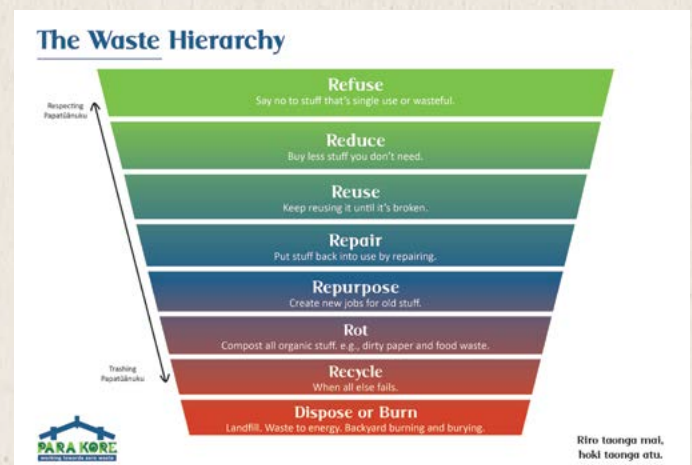 The Waste Hierarchy
Respecting
Papatūānuku
Refuse
Say no to stuff that's single use or wasteful.
Reduce
Buy less stuff you don't need.
Reuse
Keep reusing it until it's broken.
Repair
Put stuff back into use by repairing.
Repurpose
Create new jobs for old stuff.
Rot
Compost all organic stuff. e.g., dirty paper and food waste.
Trashing
Papatūānuku
Recycle
When all else fails.
Dispose or Burn
Landfill. Waste to energy. Backyard burning and burying.
PARA KORE
working towards zero waste
Riro taonga mai,
hoki taonga atu.